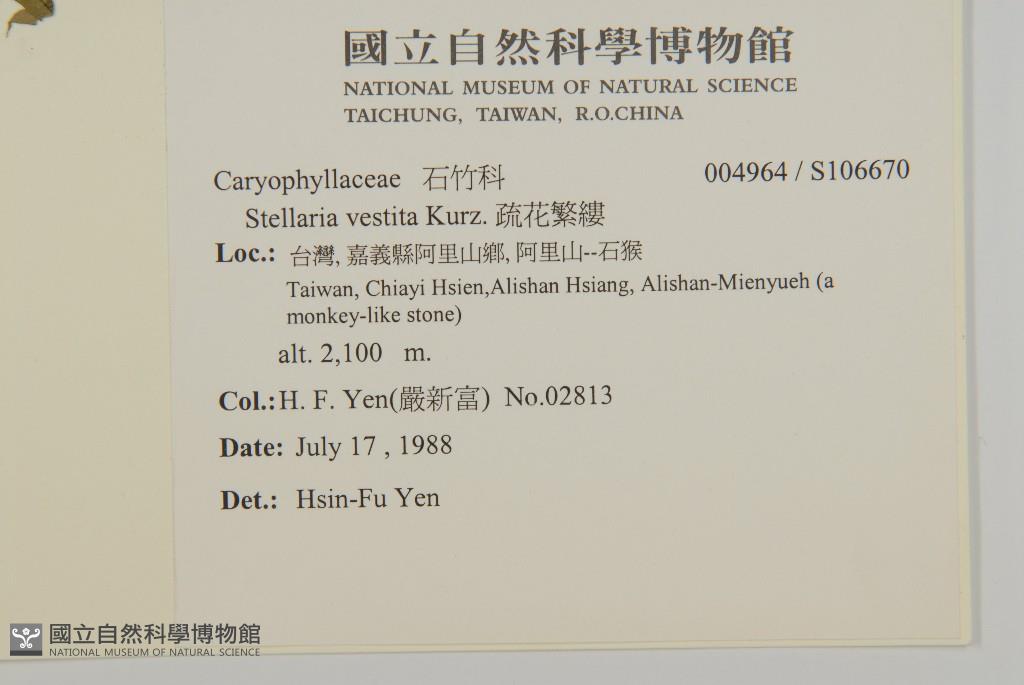 國立自然科學博物館
NATIONAL MUSEUM OF NATURAL SCIENCE
TAICHUNG, TAIWAN, R.O.CHINA
Caryophyllaceae 石竹科 004964 / S106670
Stellaria vestita Kurz. 疏花繁縷
Loc.: 台灣, 嘉義縣阿里山鄉, 阿里山--石猴
Taiwan, Chiayi Hsien,Alishan Hsiang, Alishan-Mienyueh (a
monkey-like stone)
alt. 2,100 m.
Col.:H. F. Yen(嚴新富) No.02813
Date: July 17 , 1988
Det.: Hsin-Fu Yen
國立自然科學博物館
NATIONAL MUSEUM OF NATURAL SCIENCE